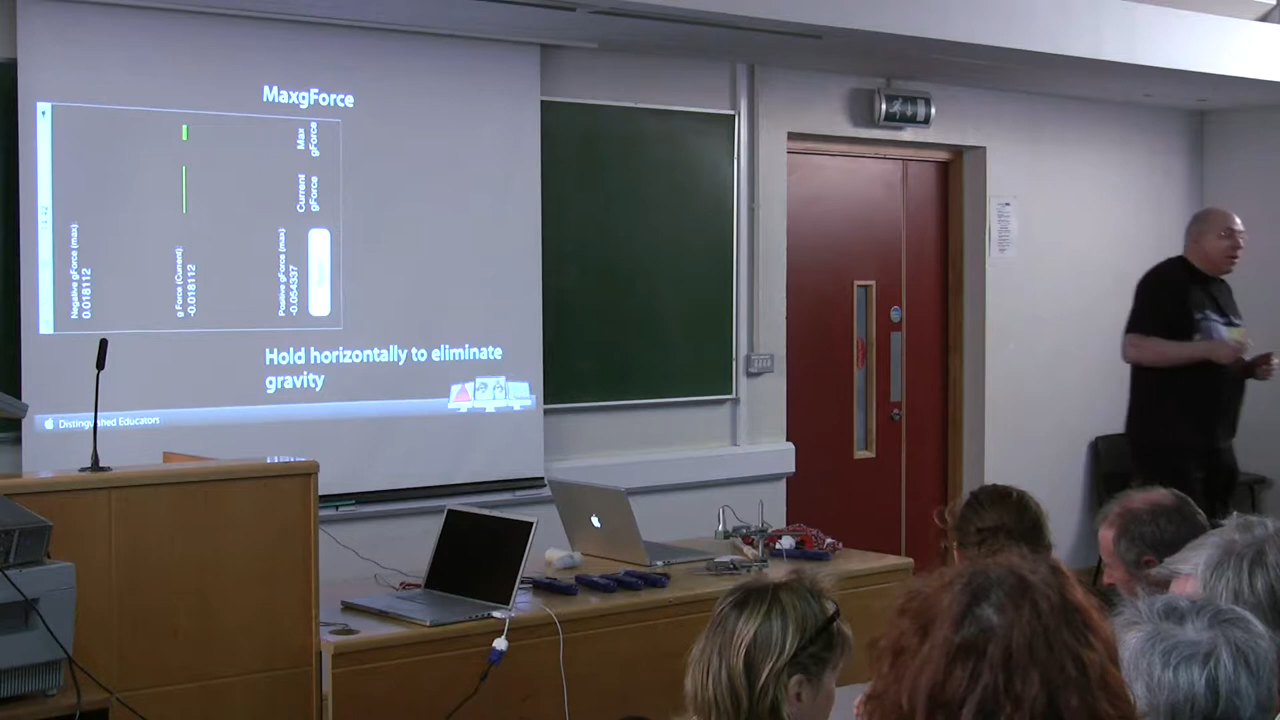 MaxgForce
Negative gForce (max):
0.018112
g Force (Current):
-0.018112
Positive gForce (max)
-0.054337
Current
gForce
Max
gForce
Hold horizontally to eliminate
gravity
Distinguished Educators